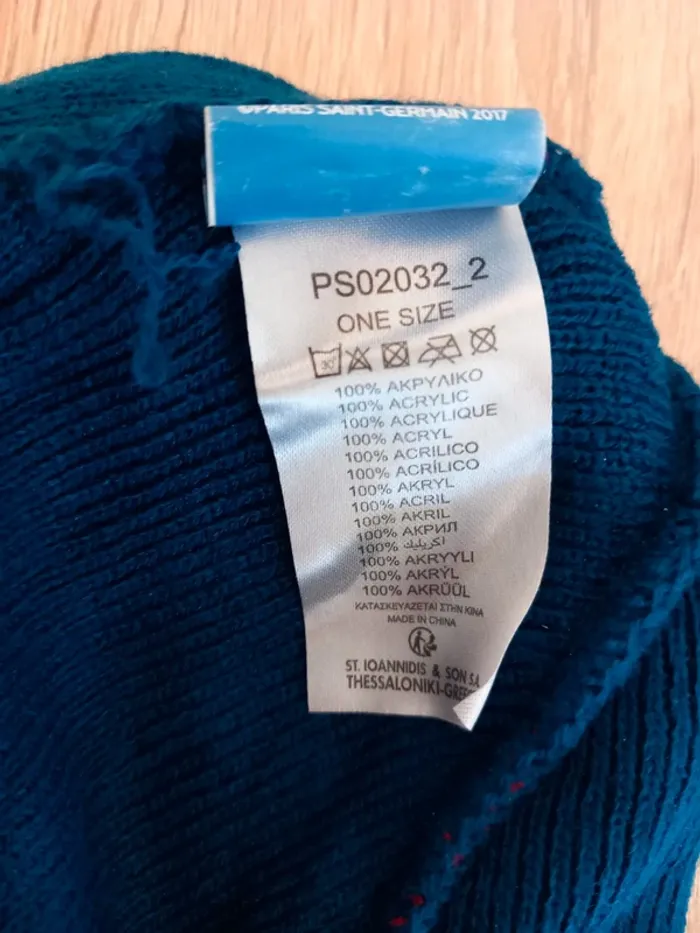 ©PARIS SAINT-GERMAIN 2017
PS02032_2
ONE SIZE
30
100% ΑΚΡΥΛΙΚΟ
100% ACRYLIC
100% ACRYLIQUE
100% ACRYL
100% ACRILICO
100% ACRÍLICO
100% AKRYL
100% ACRIL
100% AKRIL
100% АКРИЛ
100% اكريليك
100% AKRYYLI
100% AKRÝL
100% AKRÜÜL
ΚΑΤΑΣΚΕΥΑΖΕΤΑΙ ΣΤΗΝ ΚΙΝΑ
MADE IN CHINA
ST. IOANNIDIS & SON S.A.
THESSALONIKI-GREECE